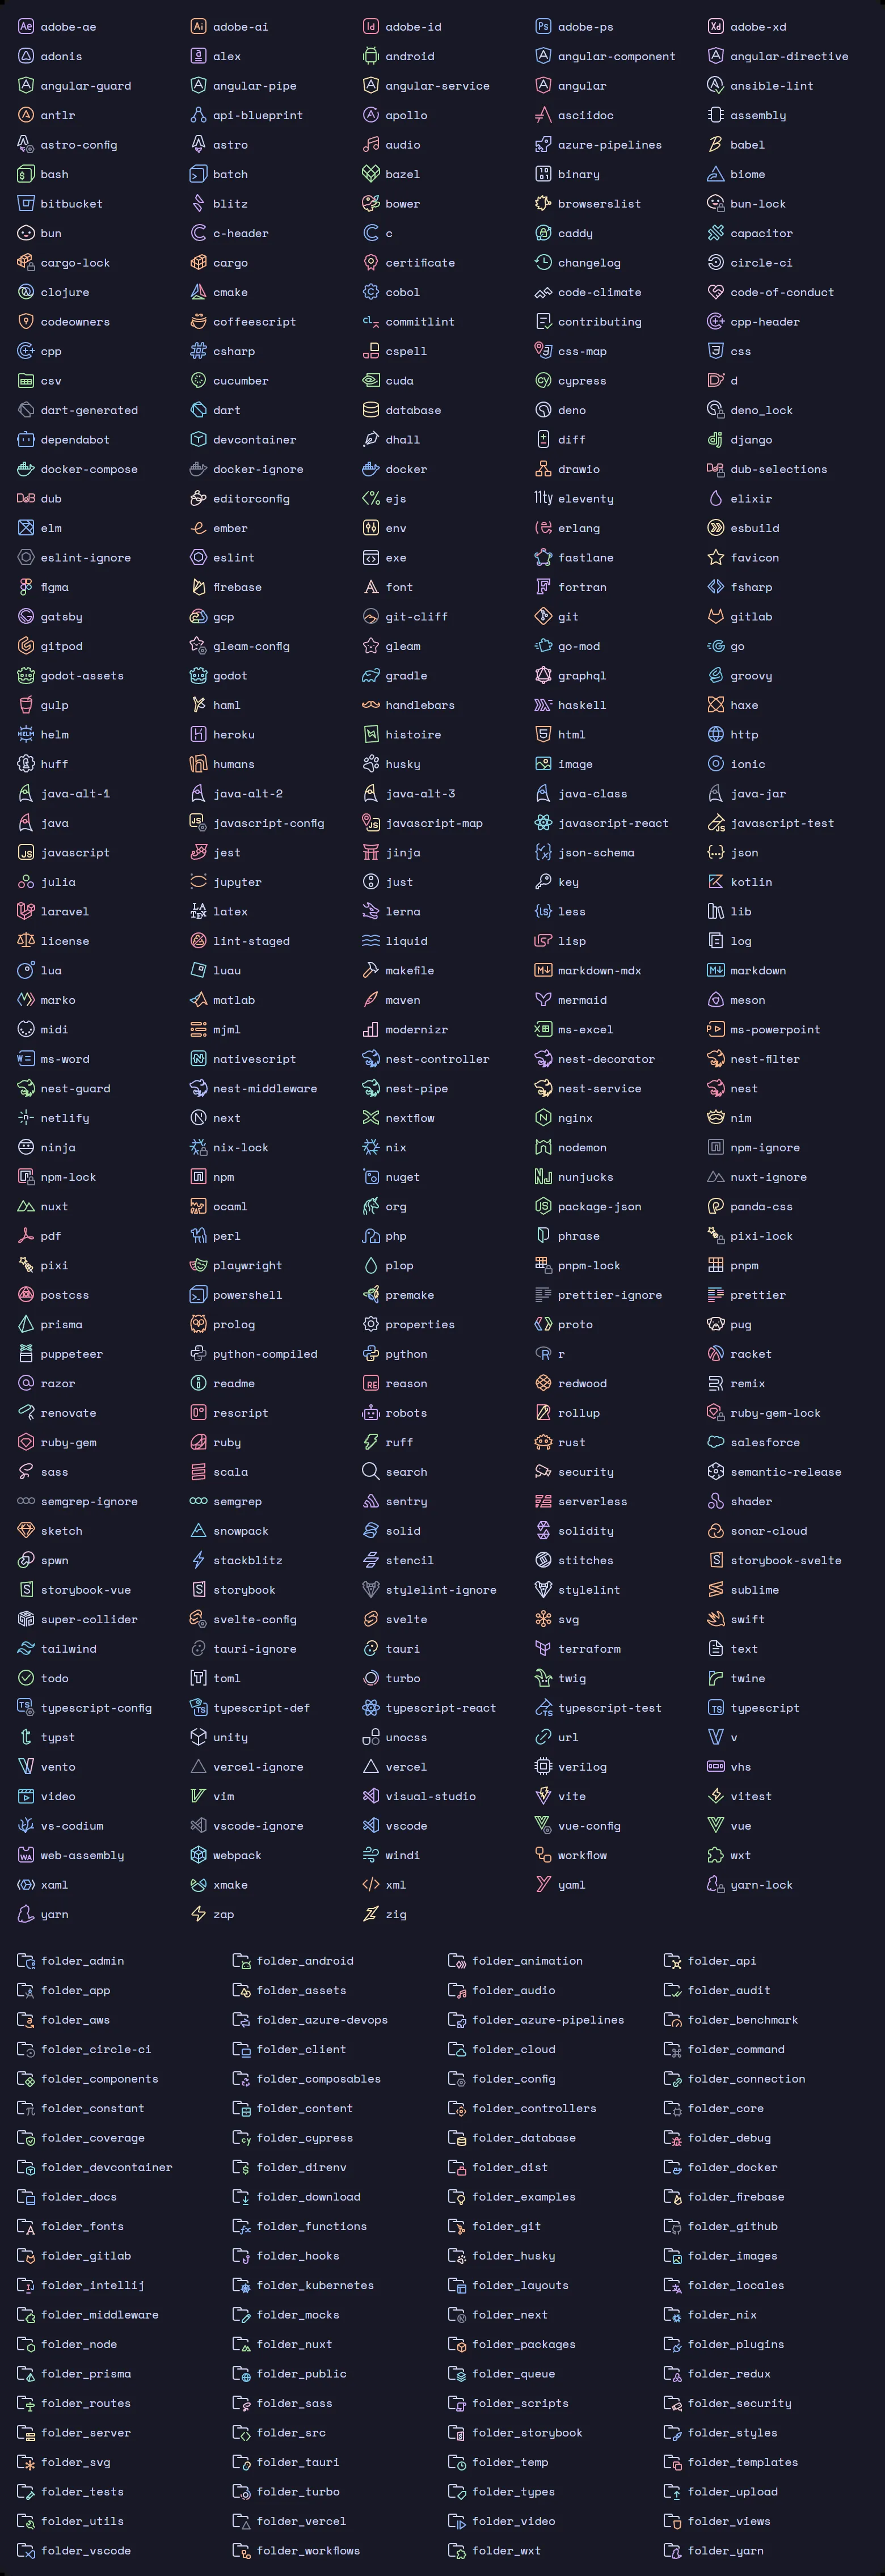 adobe-ae adobe-ai adobe-id adobe-ps adobe-xd
adonis alex android angular-component angular-directive
angular-guard angular-pipe angular-service angular ansible-lint
antlr api-blueprint apollo asciidoc assembly
astro-config astro audio azure-pipelines babel
bash batch bazel binary biome
bitbucket blitz bower browserslist bun-lock
bun c-header c caddy capacitor
cargo-lock cargo certificate changelog circle-ci
clojure cmake cobol code-climate code-of-conduct
codeowners coffeescript commitlint contributing cpp-header
cpp csharp cspell css-map css
csv cucumber cuda cypress d
dart-generated dart database deno deno_lock
dependabot devcontainer dhall diff django
docker-compose docker-ignore docker drawio dub-selections
dub editorconfig ejs eleventy elixir
elm ember env erlang esbuild
eslint-ignore eslint exe fastlane favicon
figma firebase font fortran fsharp
gatsby gcp git-cliff git gitlab
gitpod gleam-config gleam go-mod go
godot-assets godot gradle graphql groovy
gulp haml handlebars haskell haxe
helm heroku histoire html http
huff humans husky image ionic
java-alt-1 java-alt-2 java-alt-3 java-class java-jar
java javascript-config javascript-map javascript-react javascript-test
javascript jest jinja json-schema json
julia jupyter just key kotlin
laravel latex lerna less lib
license lint-staged liquid lisp log
lua luau makefile markdown-mdx markdown
marko matlab maven mermaid meson
midi mjml modernizr ms-excel ms-powerpoint
ms-word nativescript nest-controller nest-decorator nest-filter
nest-guard nest-middleware nest-pipe nest-service nest
netlify next nextflow nginx nim
ninja nix-lock nix nodemon npm-ignore
npm-lock npm nuget nunjucks nuxt-ignore
nuxt ocaml org package-json panda-css
pdf perl php phrase pixi-lock
pixi playwright plop pnpm-lock pnpm
postcss powershell premake prettier-ignore prettier
prisma prolog properties proto pug
puppeteer python-compiled python r racket
razor readme reason redwood remix
renovate rescript robots rollup ruby-gem-lock
ruby-gem ruby ruff rust salesforce
sass scala search security semantic-release
semgrep-ignore semgrep sentry serverless shader
sketch snowpack solid solidity sonar-cloud
spwn stackblitz stencil stitches storybook-svelte
storybook-vue storybook stylelint-ignore stylelint sublime
super-collider svelte-config svelte svg swift
tailwind tauri-ignore tauri terraform text
todo toml turbo twig twine
typescript-config typescript-def typescript-react typescript-test typescript
typst unity unocss url v
vento vercel-ignore vercel verilog vhs
video vim visual-studio vite vitest
vs-codium vscode-ignore vscode vue-config vue
web-assembly webpack windi workflow wxt
xaml xmake xml yaml yarn-lock
yarn zap zig
folder_admin folder_android folder_animation folder_api
folder_app folder_assets folder_audio folder_audit
folder_aws folder_azure-devops folder_azure-pipelines folder_benchmark
folder_circle-ci folder_client folder_cloud folder_command
folder_components folder_composables folder_config folder_connection
folder_constant folder_content folder_controllers folder_core
folder_coverage folder_cypress folder_database folder_debug
folder_devcontainer folder_direnv folder_dist folder_docker
folder_docs folder_download folder_examples folder_firebase
folder_fonts folder_functions folder_git folder_github
folder_gitlab folder_hooks folder_husky folder_images
folder_intellij folder_kubernetes folder_layouts folder_locales
folder_middleware folder_mocks folder_next folder_nix
folder_node folder_nuxt folder_packages folder_plugins
folder_prisma folder_public folder_queue folder_redux
folder_routes folder_sass folder_scripts folder_security
folder_server folder_src folder_storybook folder_styles
folder_svg folder_tauri folder_temp folder_templates
folder_tests folder_turbo folder_types folder_upload
folder_utils folder_vercel folder_video folder_views
folder_vscode folder_workflows folder_wxt folder_yarn